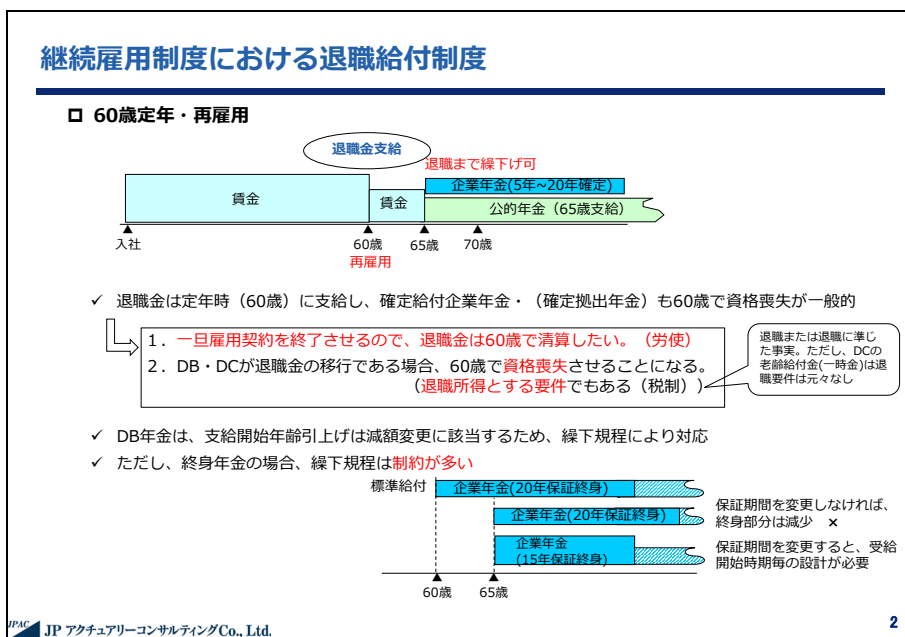 継続雇用制度における退職給付制度
60歳定年・再雇用
退職金支給
退職まで繰下げ可
企業年金(5年~20年確定)
賃金
賃金
公的年金（65歳支給）
入社
60歳
65歳
70歳
再雇用
✓ 退職金は定年時（60歳）に支給し、確定給付企業年金・（確定拠出年金）も60歳で資格喪失が一般的
１．一旦雇用契約を終了させるので、退職金は60歳で清算したい。（労使）
２．DB・DCが退職金の移行である場合、60歳で資格喪失させることになる。
（退職所得とする要件でもある（税制））
退職または退職に準じ
た事実。ただし、DCの
老齢給付金(一時金)は退
職要件は元々なし
✓ DB年金は、支給開始年齢引上げは減額変更に該当するため、繰下規程により対応
✓ ただし、終身年金の場合、繰下規程は制約が多い
標準給付
企業年金(20年保証終身)
企業年金(20年保証終身)
保証期間を変更しなければ、
終身部分は減少　×
企業年金
(15年保証終身)
保証期間を変更すると、受給
開始時期毎の設計が必要
60歳
65歳
JPAC JP アクチュアリーコンサルティングCo., Ltd.
2